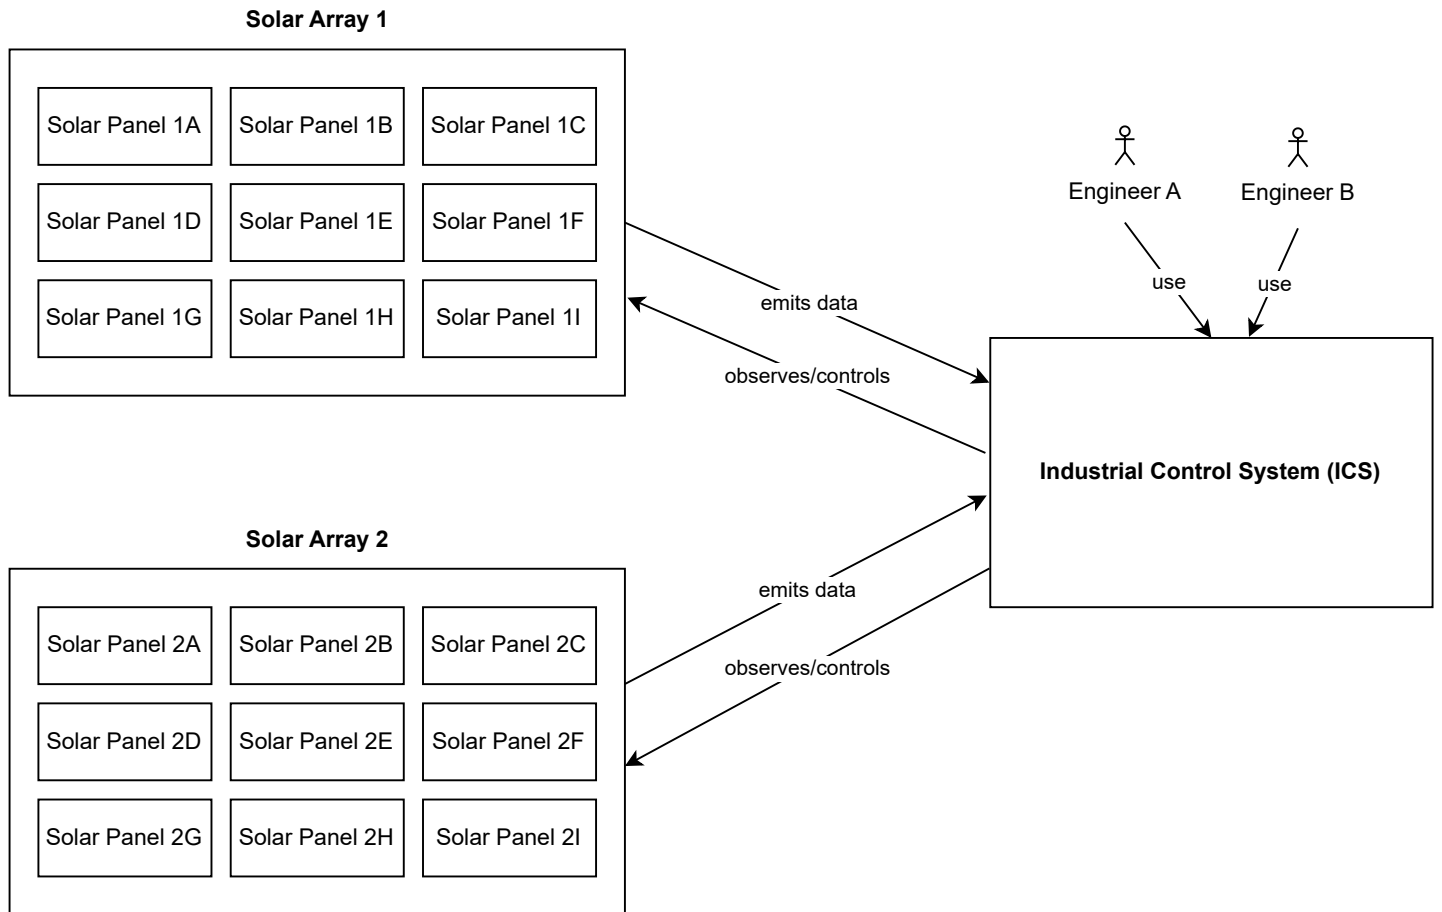 Solar Array 1
Solar Panel 1A
Solar Panel 1B
Solar Panel 1C
Solar Panel 1D
Solar Panel 1E
Solar Panel 1F
Solar Panel 1G
Solar Panel 1H
Solar Panel 1I
emits data
observes/controls
Engineer A
Engineer B
use
use
Industrial Control System (ICS)
Solar Array 2
Solar Panel 2A
Solar Panel 2B
Solar Panel 2C
Solar Panel 2D
Solar Panel 2E
Solar Panel 2F
Solar Panel 2G
Solar Panel 2H
Solar Panel 2I
emits data
observes/controls